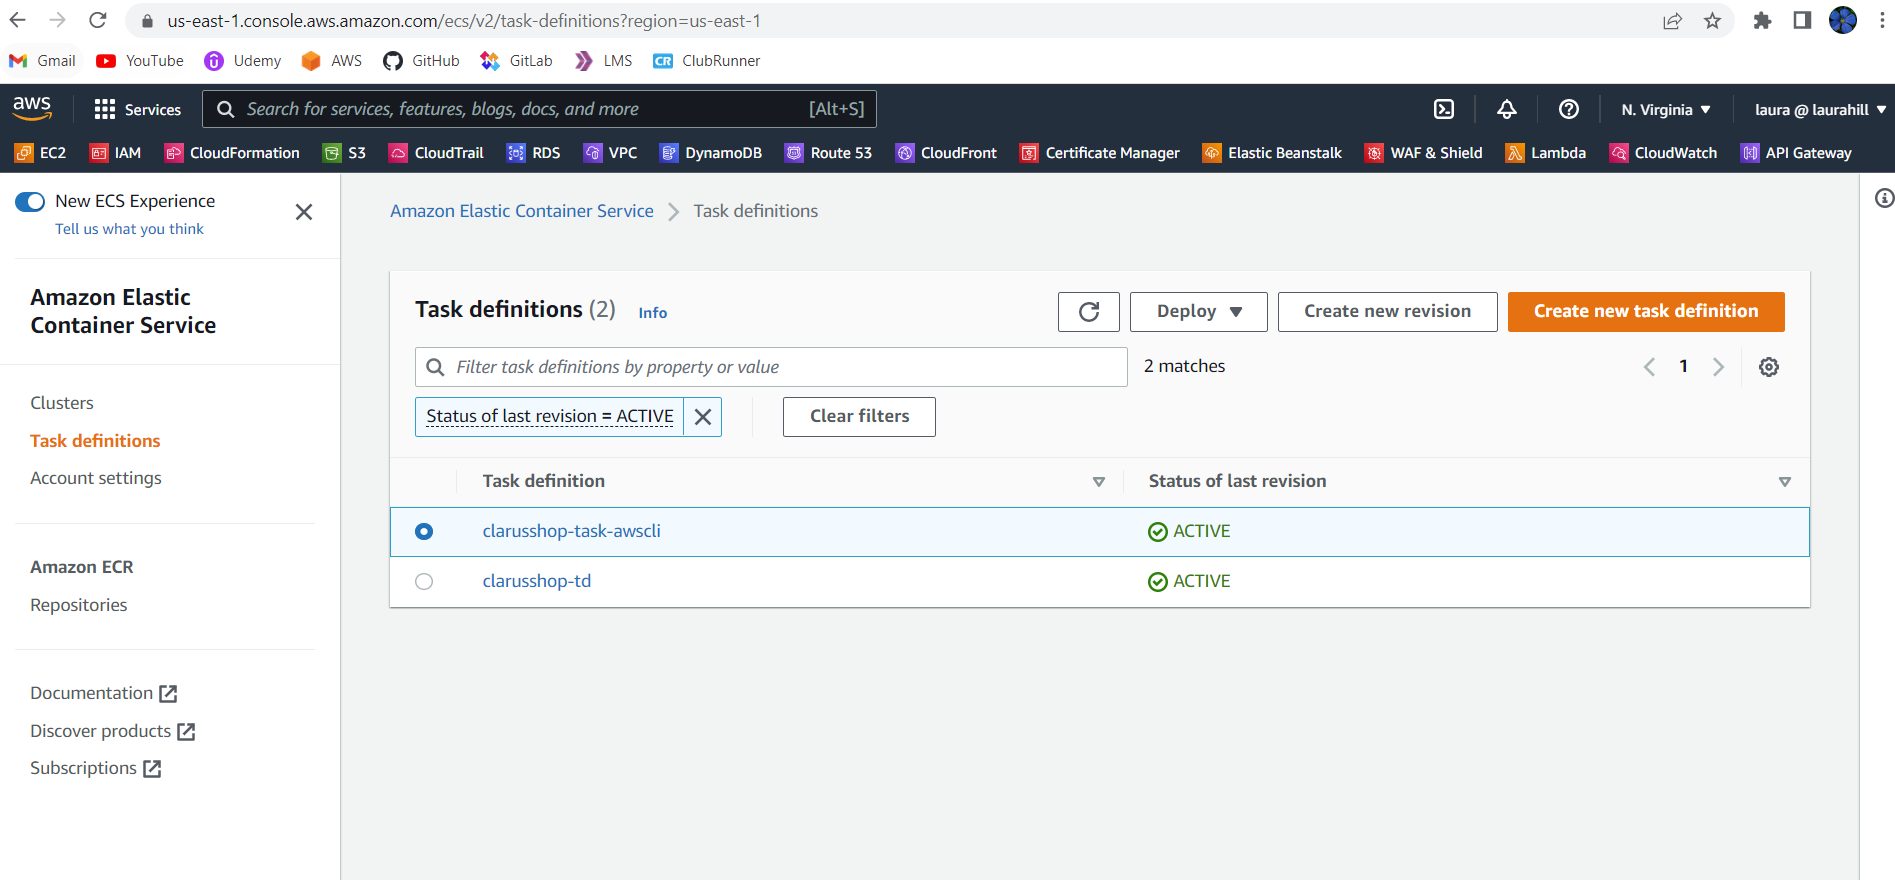 us-east-1.console.aws.amazon.com/ecs/v2/task-definitions?region=us-east-1
Gmail YouTube Udemy AWS GitHub GitLab LMS CR ClubRunner
aws Services Search for services, features, blogs, docs, and more [Alt+S] N. Virginia ▼ laura @ laurahill ▼
EC2 IAM CloudFormation S3 CloudTrail RDS VPC DynamoDB Route 53 CloudFront Certificate Manager Elastic Beanstalk WAF & Shield Lambda CloudWatch API Gateway
New ECS Experience
Tell us what you think
Amazon Elastic
Container Service
Clusters
Task definitions
Account settings
Amazon ECR
Repositories
Documentation
Discover products
Subscriptions
Amazon Elastic Container Service > Task definitions
Task definitions (2) Info Deploy ▼ Create new revision Create new task definition
Filter task definitions by property or value 2 matches < 1 >
Status of last revision = ACTIVE Clear filters
Task definition Status of last revision
clarusshop-task-awscli ACTIVE
clarusshop-td ACTIVE